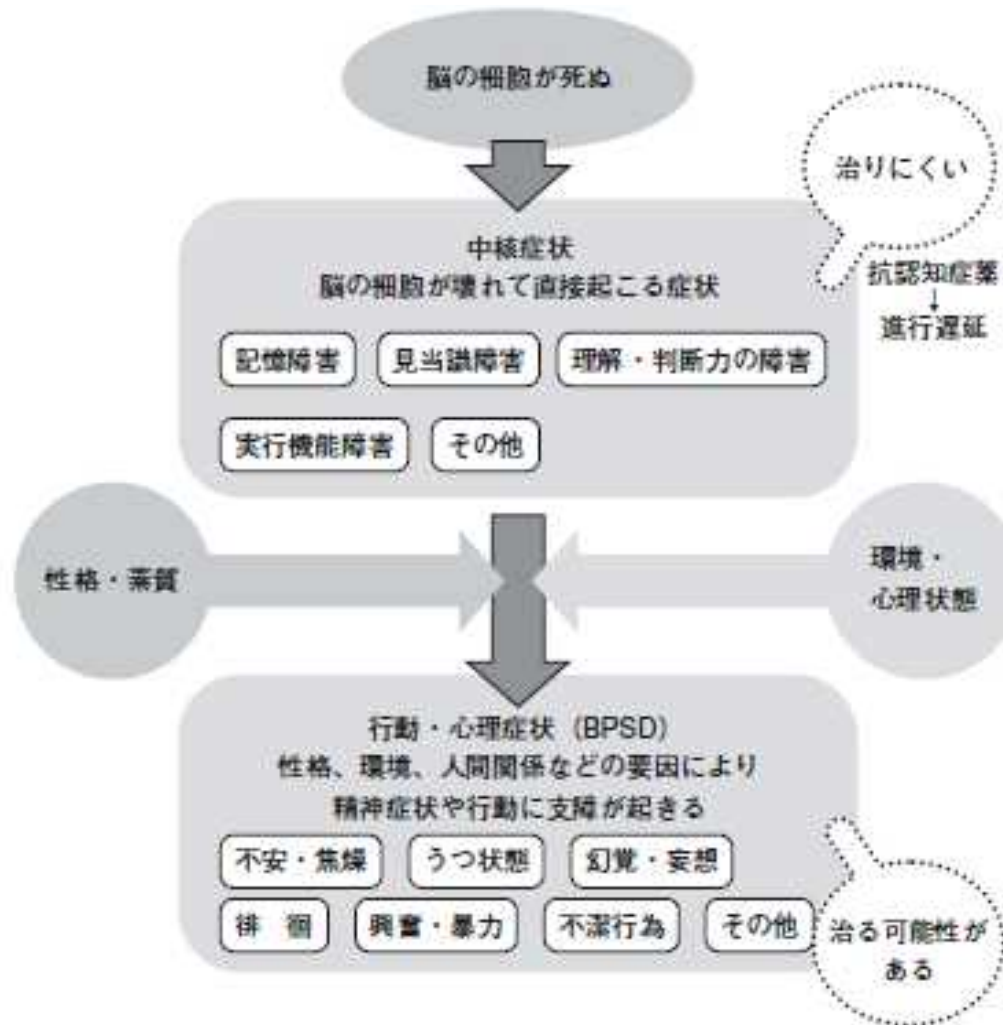 脳の細胞が死ぬ
治りにくい
中核症状
脳の細胞が壊れて直接起こる症状
抗認知症薬
↓
進行遅延
記憶障害
見当識障害
理解・判断力の障害
実行機能障害
その他
性格・素質
環境・
心理状態
行動・心理症状（BPSD）
性格、環境、人間関係などの要因により
精神症状や行動に支障が起きる
不安・焦燥
うつ状態
幻覚・妄想
徘　徊
興奮・暴力
不潔行為
その他
治る可能性が
ある